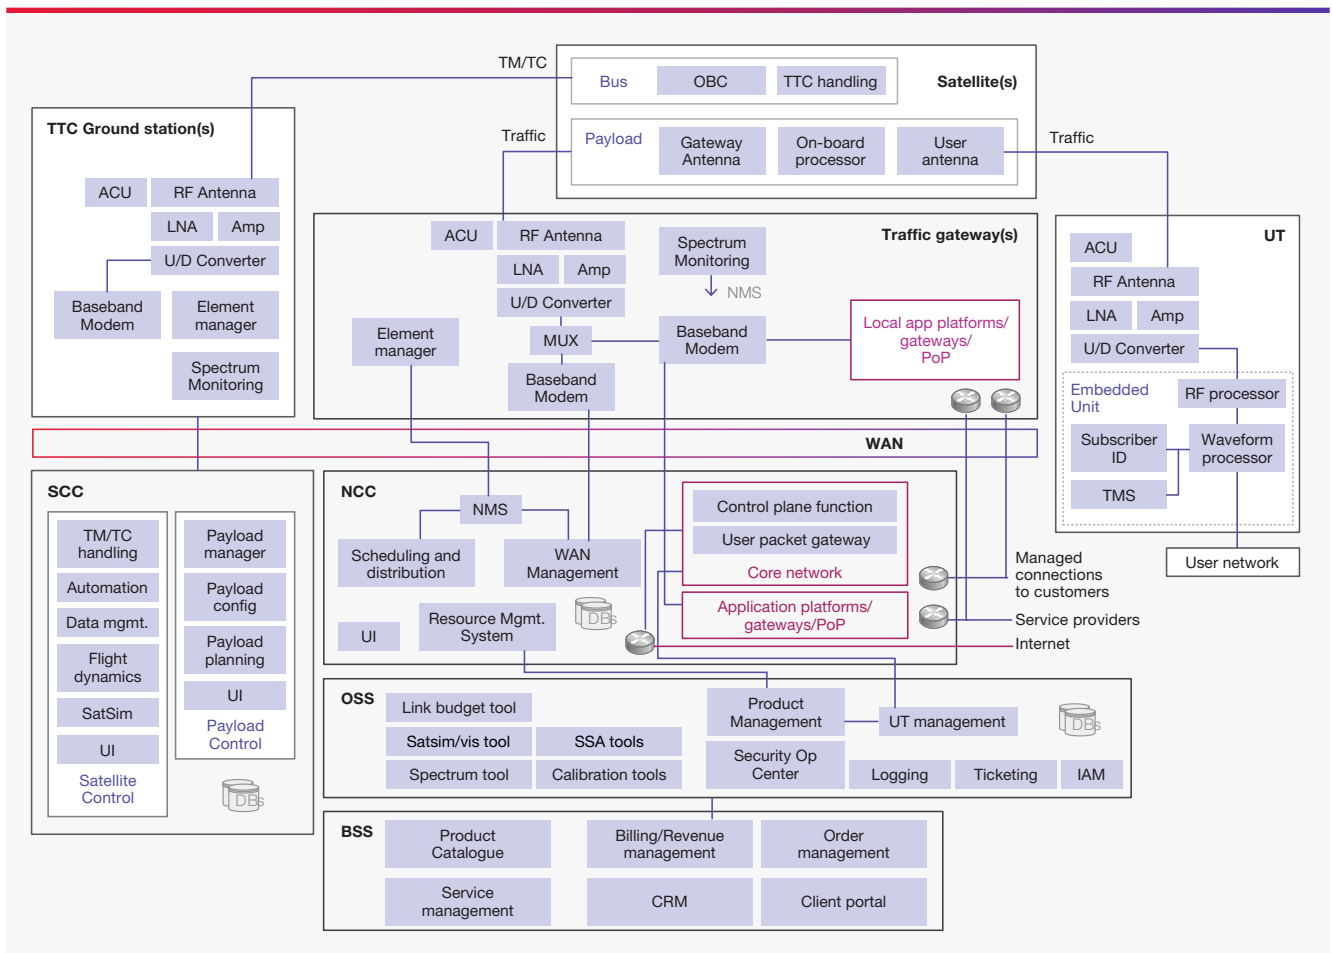 TM/TC
Bus
OBC
TTC handling
Satellite(s)
Traffic
Payload
Gateway
Antenna
On-board
processor
User
antenna
Traffic
TTC Ground station(s)
ACU
RF Antenna
LNA
Amp
U/D Converter
Baseband
Modem
Element
manager
Spectrum
Monitoring
Traffic gateway(s)
ACU
RF Antenna
LNA
Amp
U/D Converter
Spectrum
Monitoring
NMS
Element
manager
MUX
Baseband
Modem
Baseband
Modem
Local app platforms/
gateways/
PoP
UT
ACU
RF Antenna
LNA
Amp
U/D Converter
Embedded
Unit
RF processor
Subscriber
ID
Waveform
processor
TMS
User network
WAN
SCC
TM/TC
handling
Automation
Data mgmt.
Flight
dynamics
SatSim
UI
Satellite
Control
Payload
manager
Payload
config
Payload
planning
UI
Payload
Control
DBs
NCC
NMS
Scheduling and
distribution
WAN
Management
UI
Resource Mgmt.
System
DBs
Control plane function
User packet gateway
Core network
Application platforms/
gateways/PoP
Managed
connections
to customers
Service providers
Internet
OSS
Link budget tool
Satsim/vis tool
SSA tools
Spectrum tool
Calibration tools
Product
Management
UT management
Security Op
Center
Logging
Ticketing
IAM
DBs
BSS
Product
Catalogue
Billing/Revenue
management
Order
management
Service
management
CRM
Client portal